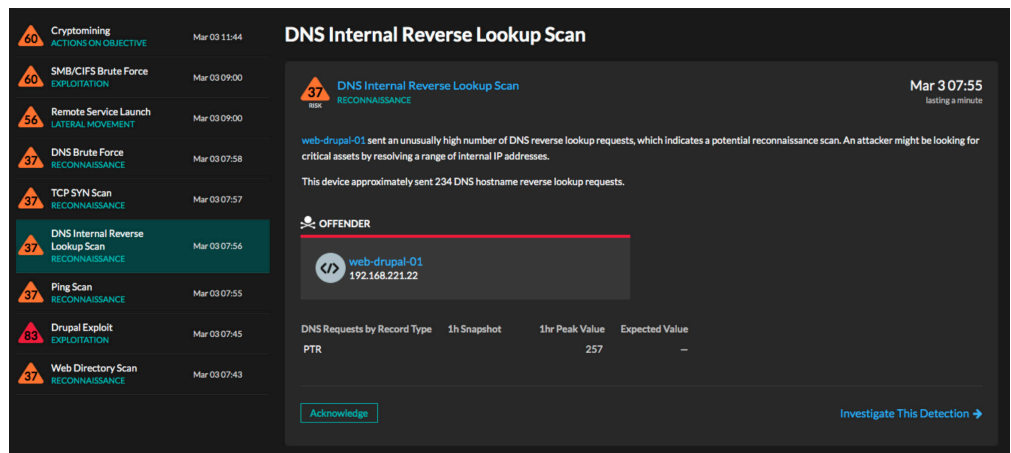 60
Cryptomining
ACTIONS ON OBJECTIVE
Mar 03 11:44
60
SMB/CIFS Brute Force
EXPLOITATION
Mar 03 09:00
56
Remote Service Launch
LATERAL MOVEMENT
Mar 03 09:00
37
DNS Brute Force
RECONNAISSANCE
Mar 03 07:58
37
TCP SYN Scan
RECONNAISSANCE
Mar 03 07:57
37
DNS Internal Reverse
Lookup Scan
RECONNAISSANCE
Mar 03 07:56
37
Ping Scan
RECONNAISSANCE
Mar 03 07:55
83
Drupal Exploit
EXPLOITATION
Mar 03 07:45
37
Web Directory Scan
RECONNAISSANCE
Mar 03 07:43
DNS Internal Reverse Lookup Scan
37
RISK
DNS Internal Reverse Lookup Scan
RECONNAISSANCE
Mar 3 07:55
lasting a minute
web-drupal-01 sent an unusually high number of DNS reverse lookup requests, which indicates a potential reconnaissance scan. An attacker might be looking for
critical assets by resolving a range of internal IP addresses.
This device approximately sent 234 DNS hostname reverse lookup requests.
OFFENDER
web-drupal-01
192.168.221.22
DNS Requests by Record Type 1h Snapshot 1hr Peak Value Expected Value
PTR 257 –
Acknowledge
Investigate This Detection →